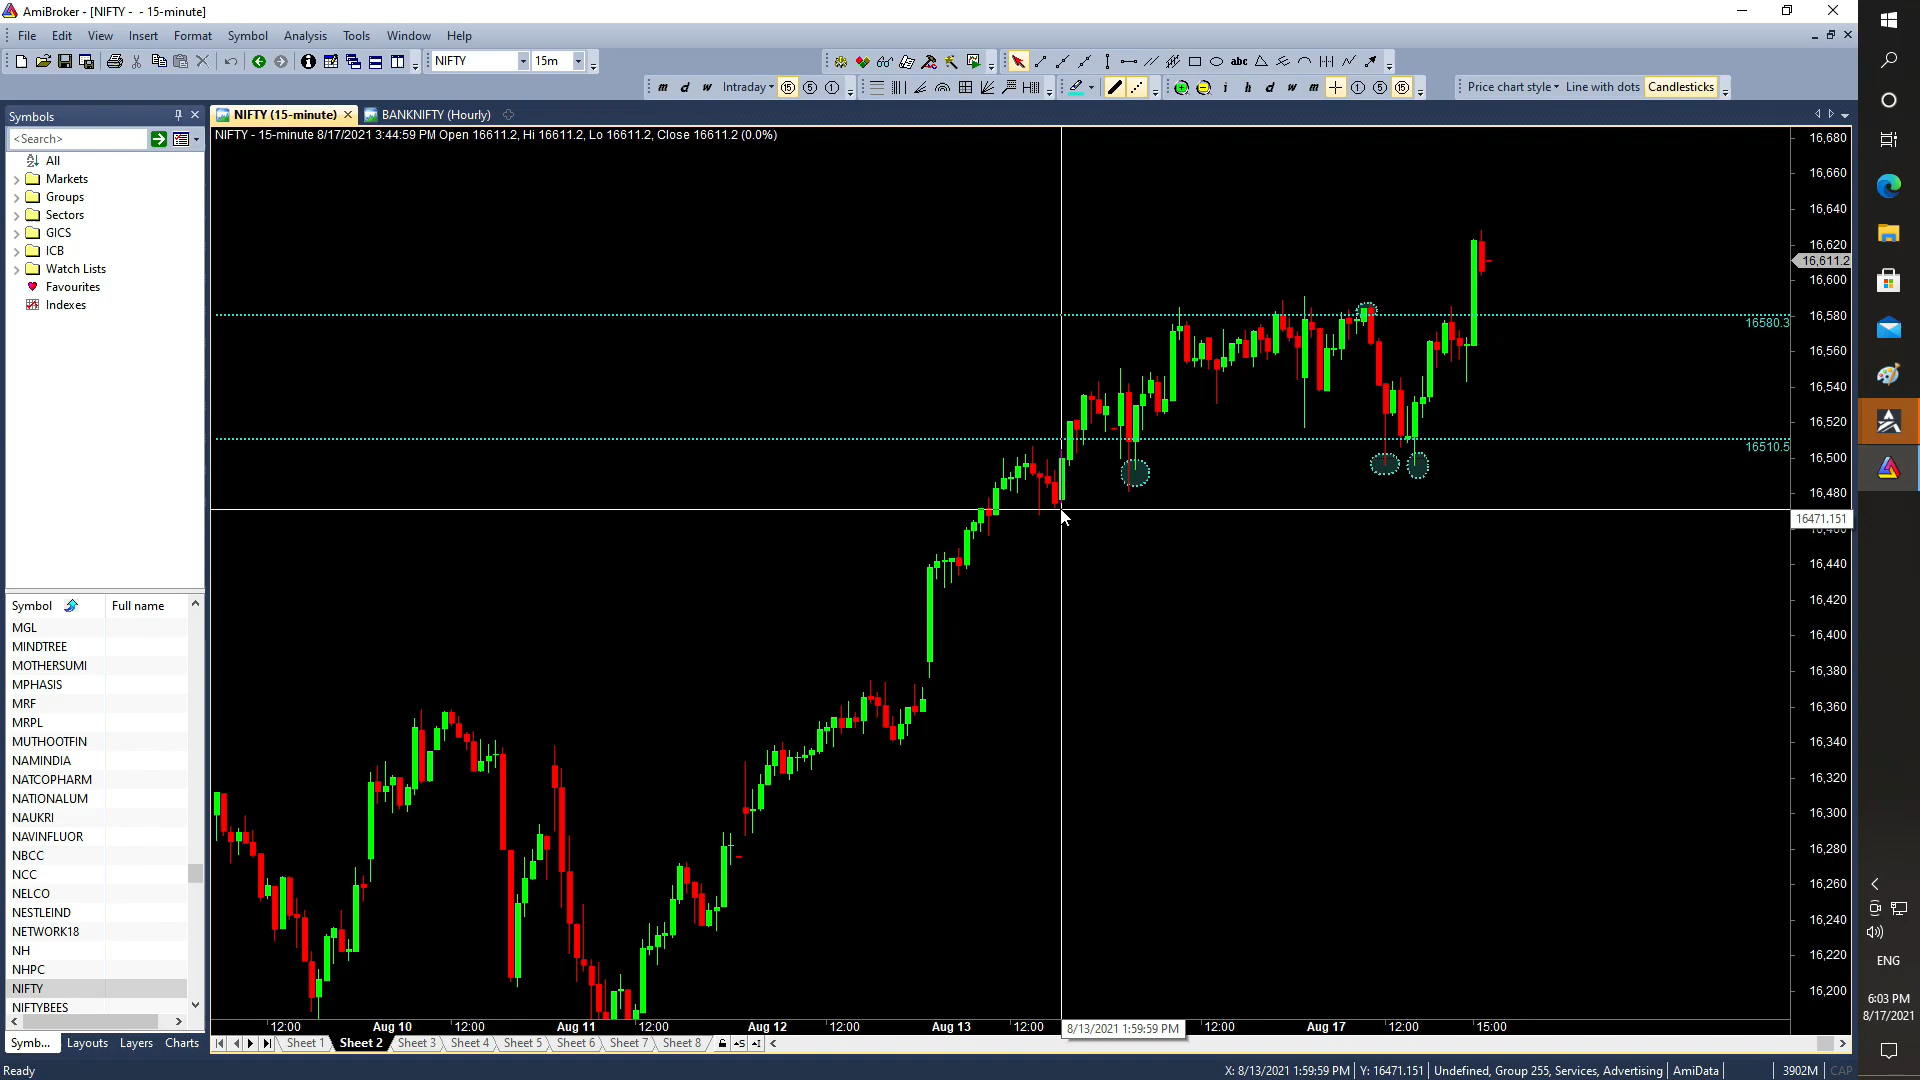 AmiBroker - [NIFTY - - 15-minute]
File Edit View Insert Format Symbol Analysis Tools Window Help
NIFTY 15m abc
m d w Intraday 15 5 1 i h d w m 1 5 15 Price chart style Line with dots Candlesticks
Symbols
NIFTY (15-minute) BANKNIFTY (Hourly)
<Search>
NIFTY - 15-minute 8/17/2021 3:44:59 PM Open 16611.2, Hi 16611.2, Lo 16611.2, Close 16611.2 (0.0%)
All
Markets
Groups
Sectors
GICS
ICB
Watch Lists
Favourites
Indexes
Symbol Full name
MGL
MINDTREE
MOTHERSUMI
MPHASIS
MRF
MRPL
MUTHOOTFIN
NAMINDIA
NATCOPHARM
NATIONALUM
NAUKRI
NAVINFLUOR
NBCC
NCC
NELCO
NESTLEIND
NETWORK18
NH
NHPC
NIFTY
NIFTYBEES
16,680
16,660
16,640
16,620
16,611.2
16,600
16,580
16580.3
16,560
16,540
16,520
16510.5
16,500
16,480
16471.151
16,460
16,440
16,420
16,400
16,380
16,360
16,340
16,320
16,300
16,280
16,260
16,240
16,220
16,200
12:00 Aug 10 12:00 Aug 11 12:00 Aug 12 12:00 Aug 13 12:00 8/13/2021 1:59:59 PM 12:00 Aug 17 12:00 15:00
Symb... Layouts Layers Charts
Sheet 1 Sheet 2 Sheet 3 Sheet 4 Sheet 5 Sheet 6 Sheet 7 Sheet 8
Ready
X: 8/13/2021 1:59:59 PM Y: 16471.151 Undefined, Group 255, Services, Advertising AmiData 3902M CAP
ENG
6:03 PM
8/17/2021